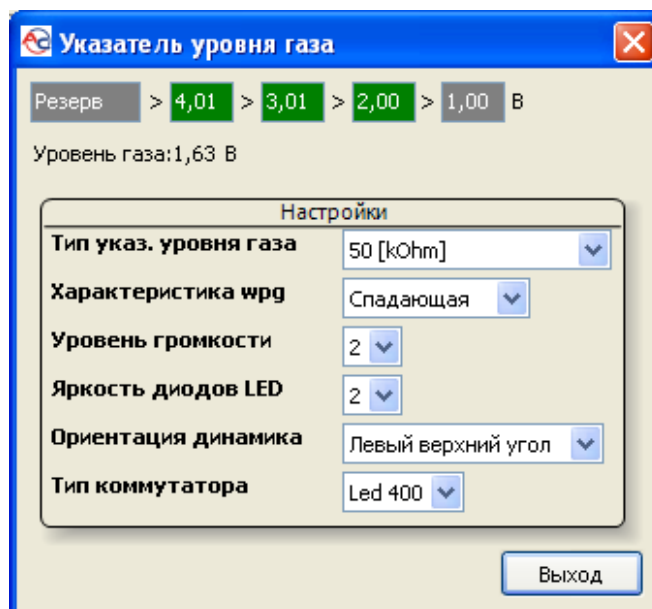 AC Указатель уровня газа
Резерв > 4,01 > 3,01 > 2,00 > 1,00 В
Уровень газа:1,63 В
Настройки
Тип указ. уровня газа 50 [kOhm]
Характеристика wpg Спадающая
Уровень громкости 2
Яркость диодов LED 2
Ориентация динамика Левый верхний угол
Тип коммутатора Led 400
Выход